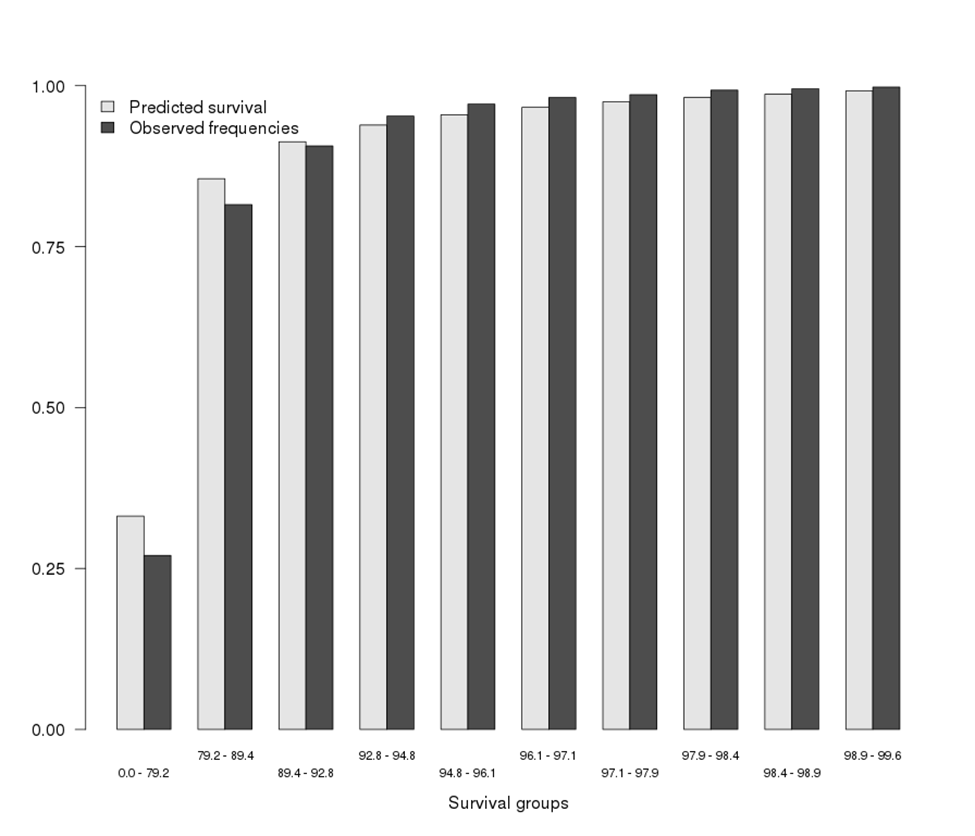 1.00
0.75
0.50
0.25
0.00
Predicted survival
Observed frequencies
0.0 - 79.2
79.2 - 89.4
89.4 - 92.8
92.8 - 94.8
94.8 - 96.1
96.1 - 97.1
97.1 - 97.9
97.9 - 98.4
98.4 - 98.9
98.9 - 99.6
Survival groups